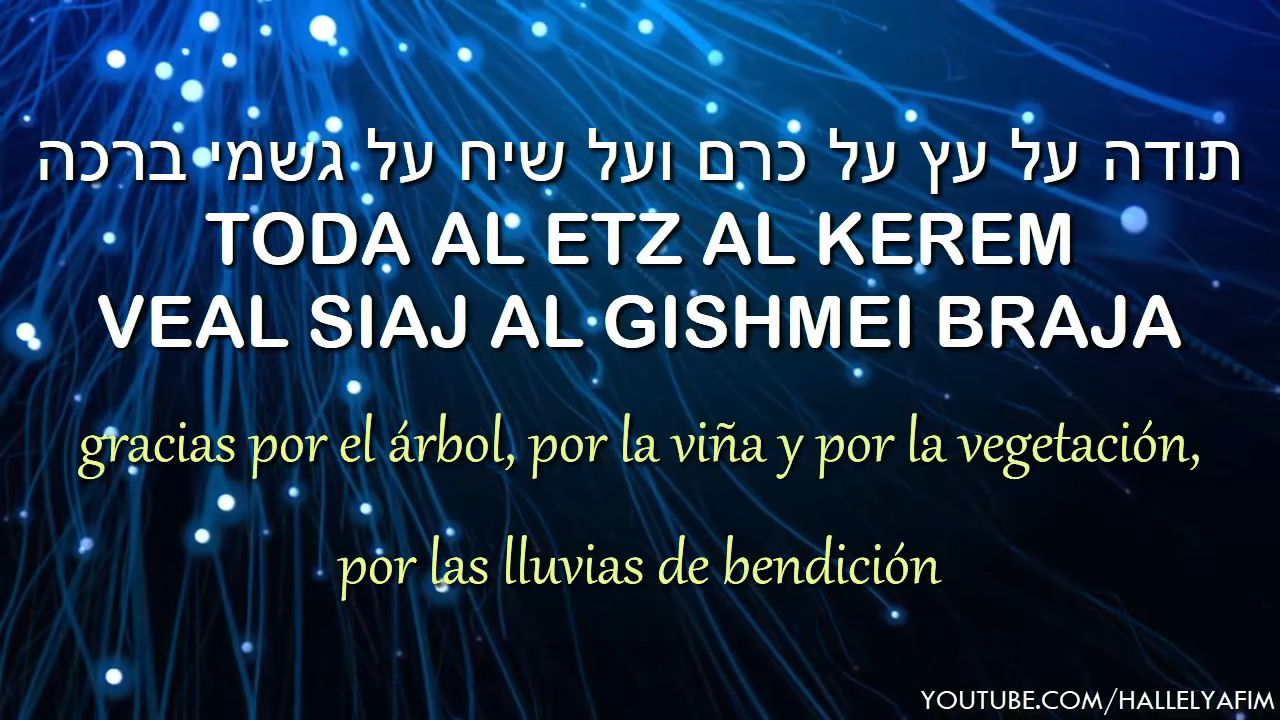 תודה על עץ על כרם ועל שיח על גשמי ברכה
TODA AL ETZ AL KEREM
VEAL SIAJ AL GISHMEI BRAJA
gracias por el árbol, por la viña y por la vegetación,
por las lluvias de bendición
YOUTUBE.COM/HALLELYAFIM